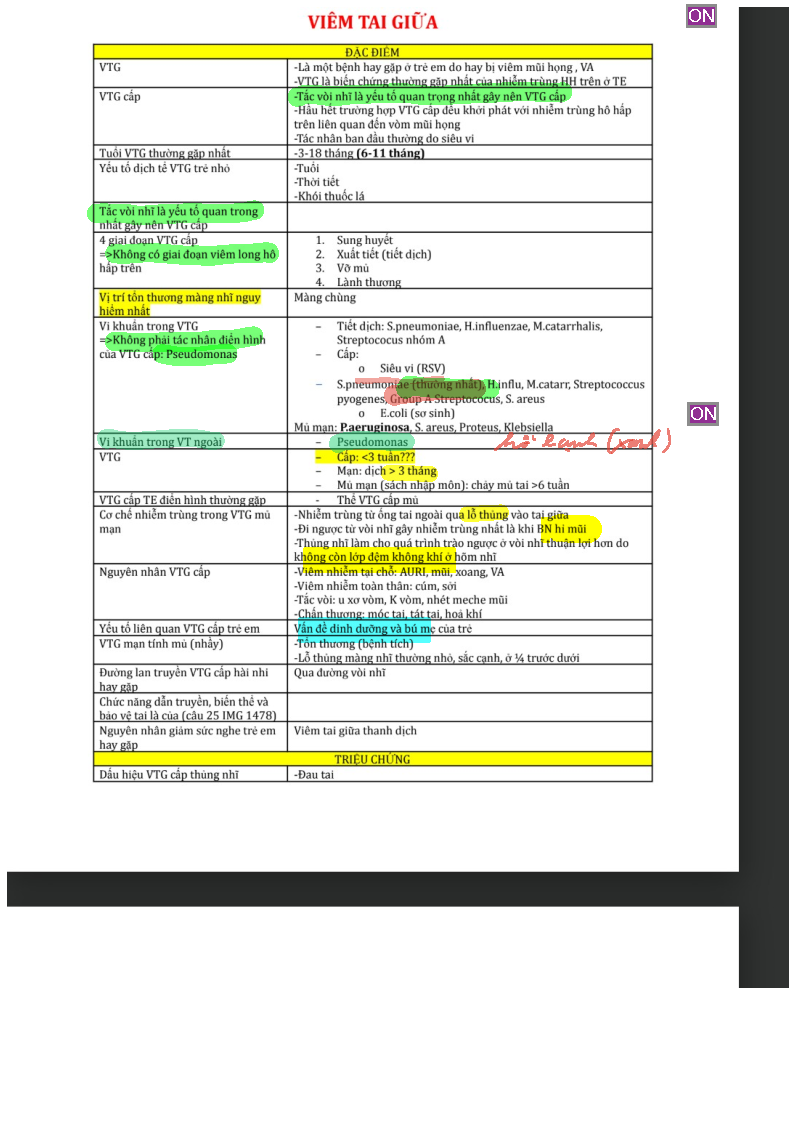 VIÊM TAI GIỮA
ON
ĐẶC ĐIỂM
VTG
-Là một bệnh hay gặp ở trẻ em do hay bị viêm mũi họng , VA
-VTG là biến chứng thường gặp nhất của nhiễm trùng HH trên ở TE
VTG cấp
-Tắc vòi nhĩ là yếu tố quan trọng nhất gây nên VTG cấp
-Hầu hết trường hợp VTG cấp đều khởi phát với nhiễm trùng hô hấp
trên liên quan đến vòm mũi họng
-Tác nhân ban đầu thường do siêu vi
Tuổi VTG thường gặp nhất
-3-18 tháng (6-11 tháng)
Yếu tố dịch tễ VTG trẻ nhỏ
-Tuổi
-Thời tiết
-Khói thuốc lá
Tắc vòi nhĩ là yếu tố quan trong
nhất gây nên VTG cấp
4 giai đoạn VTG cấp
=>Không có giai đoạn viêm long hô
hấp trên
1. Sung huyết
2. Xuất tiết (tiết dịch)
3. Vỡ mủ
4. Lành thương
Vị trí tổn thương màng nhĩ nguy
hiểm nhất
Màng chùng
Vi khuẩn trong VTG
=>Không phải tác nhân điển hình
của VTG cấp: Pseudomonas
– Tiết dịch: S.pneumoniae, H.influenzae, M.catarrhalis,
Streptococus nhóm A
– Cấp:
o Siêu vi (RSV)
– S.pneumoniae (thường nhất), H.influ, M.catarr, Streptococcus
pyogenes, Group A Streptococus, S. areus
o E.coli (sơ sinh)
Mủ mạn: P.aeruginosa, S. areus, Proteus, Klebsiella
ON
Vi khuẩn trong VT ngoài
– Pseudomonas
VTG
– Cấp: <3 tuần???
– Mạn: dịch > 3 tháng
– Mủ mạn (sách nhập môn): chảy mủ tai >6 tuần
VTG cấp TE điển hình thường gặp
- Thể VTG cấp mủ
Cơ chế nhiễm trùng trong VTG mủ
mạn
-Nhiễm trùng từ ống tai ngoài qua lỗ thủng vào tai giữa
-Đi ngược từ vòi nhĩ gây nhiễm trùng nhất là khi BN hỉ mũi
-Thủng nhĩ làm cho quá trình trào ngược ở vòi nhĩ thuận lợi hơn do
không còn lớp đệm không khí ở hòm nhĩ
Nguyên nhân VTG cấp
-Viêm nhiễm tại chỗ: AURI, mũi, xoang, VA
-Viêm nhiễm toàn thân: cúm, sởi
-Tắc vòi: u xơ vòm, K vòm, nhét meche mũi
-Chấn thương: móc tai, tát tai, hoả khí
Yếu tố liên quan VTG cấp trẻ em
Vấn đề dinh dưỡng và bú mẹ của trẻ
VTG mạn tính mủ (nhầy)
-Tổn thương (bệnh tích)
-Lỗ thủng màng nhĩ thường nhỏ, sắc cạnh, ở ¼ trước dưới
Đường lan truyền VTG cấp hài nhi
hay gặp
Qua đường vòi nhĩ
Chức năng dẫn truyền, biến thế và
bảo vệ tai là của (câu 25 IMG 1478)
Nguyên nhân giảm sức nghe trẻ em
hay gặp
Viêm tai giữa thanh dịch
TRIỆU CHỨNG
Dấu hiệu VTG cấp thủng nhĩ
-Đau tai